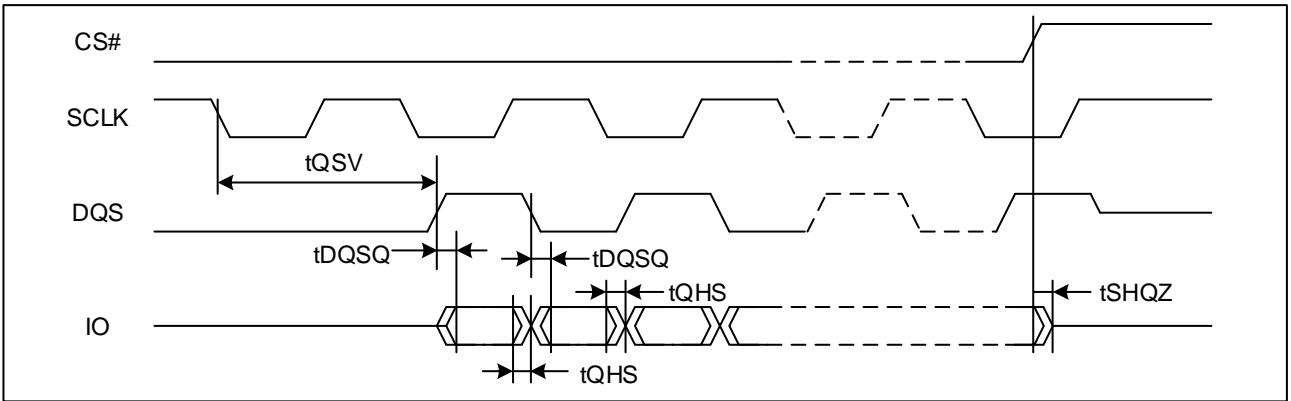 CS#
SCLK
tQSV
DQS
tDQSQ
tDQSQ
tQHS
tSHQZ
IO
tQHS